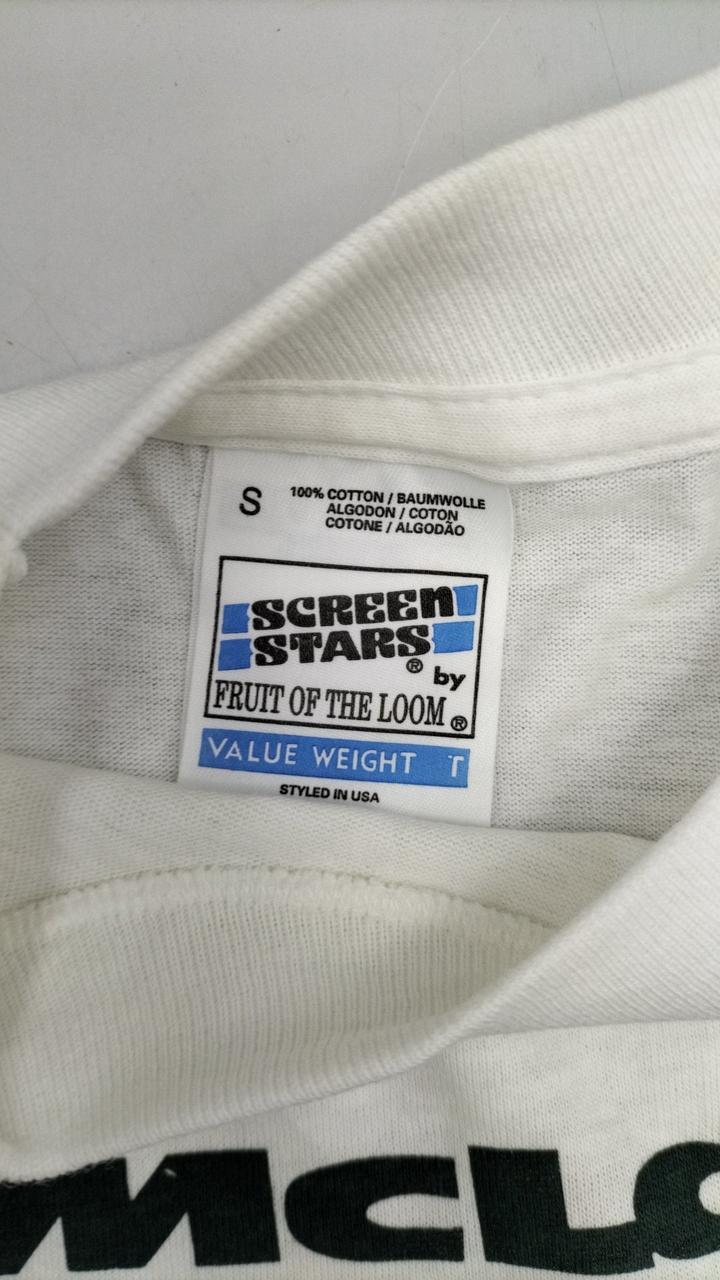 S
100% COTTON / BAUMWOLLE
ALGODON / COTON
COTONE / ALGODÃO
SCREEN
STARS®
by
FRUIT OF THE LOOM®
VALUE WEIGHT T
STYLED IN USA